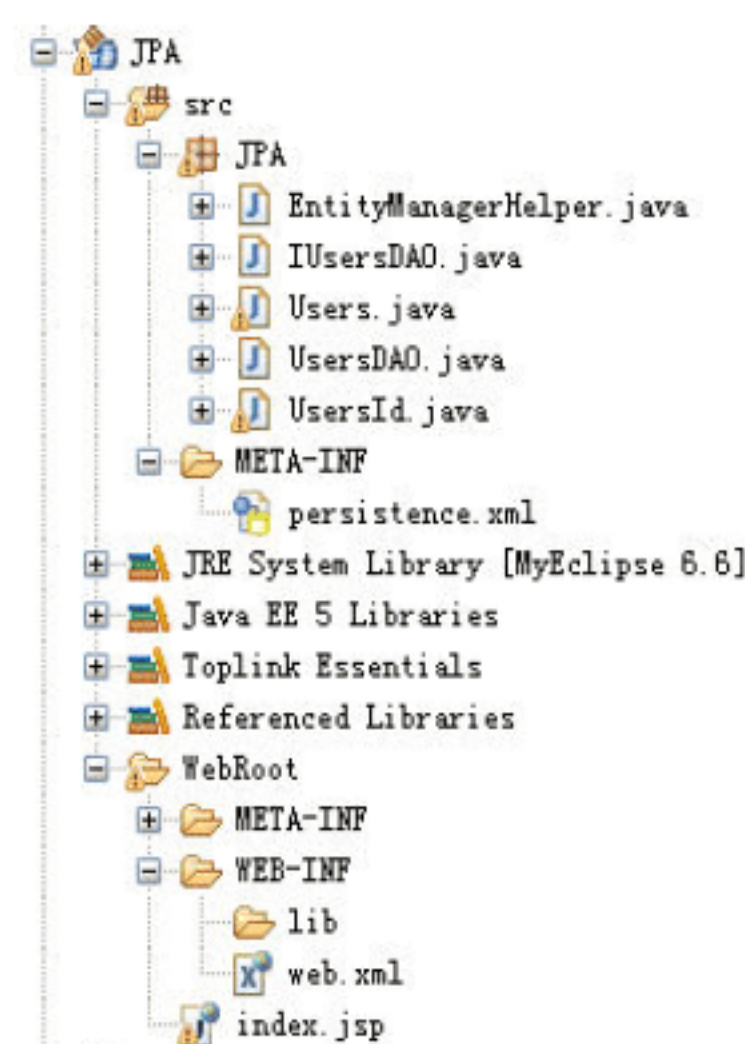 JPA
src
JPA
EntityManagerHelper.java
IUsersDAO.java
Users.java
UsersDAO.java
UsersId.java
META-INF
persistence.xml
JRE System Library [MyEclipse 6.6]
Java EE 5 Libraries
Toplink Essentials
Referenced Libraries
WebRoot
META-INF
WEB-INF
lib
web.xml
index.jsp